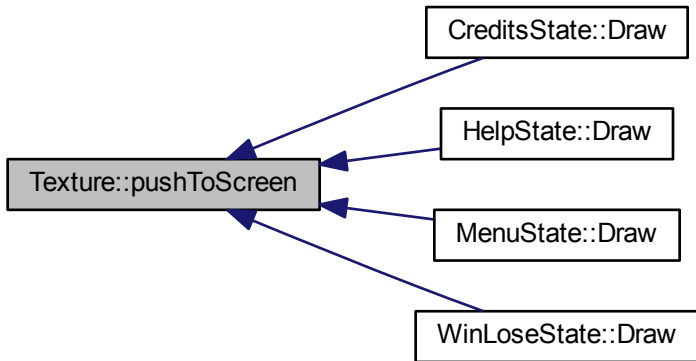 CreditsState::Draw
HelpState::Draw
Texture::pushToScreen
MenuState::Draw
WinLoseState::Draw